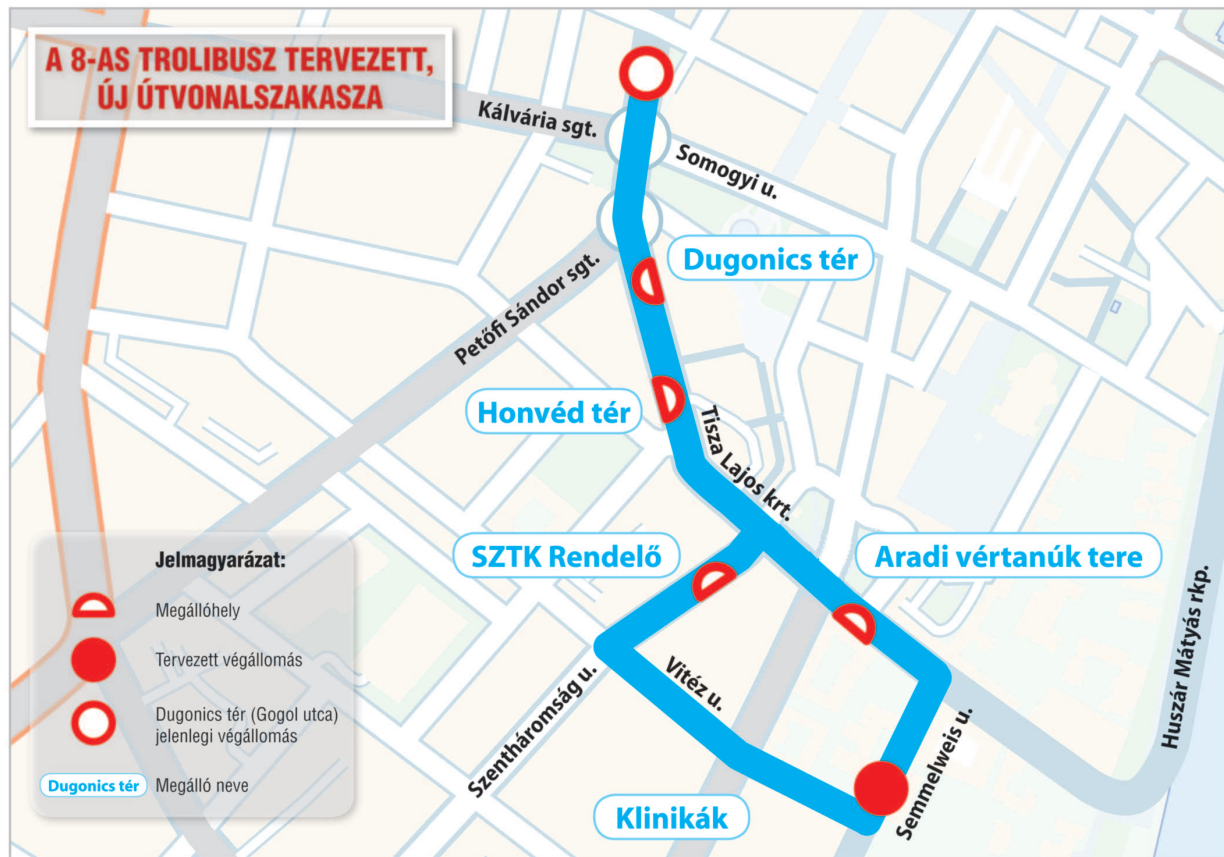 A 8-AS TROLIBUSZ TERVEZETT,
ÚJ ÚTVONALSZAKASZA
Kálvária sgt.
Somogyi u.
Dugonics tér
Petőfi Sándor sgt.
Honvéd tér
Tisza Lajos krt.
SZTK Rendelő
Aradi vértanúk tere
Huszár Mátyás rkp.
Vitéz u.
Szentháromság u.
Semmelweis u.
Klinikák
Jelmagyarázat:
Megállóhely
Tervezett végállomás
Dugonics tér (Gogol utca)
jelenlegi végállomás
Dugonics tér Megálló neve